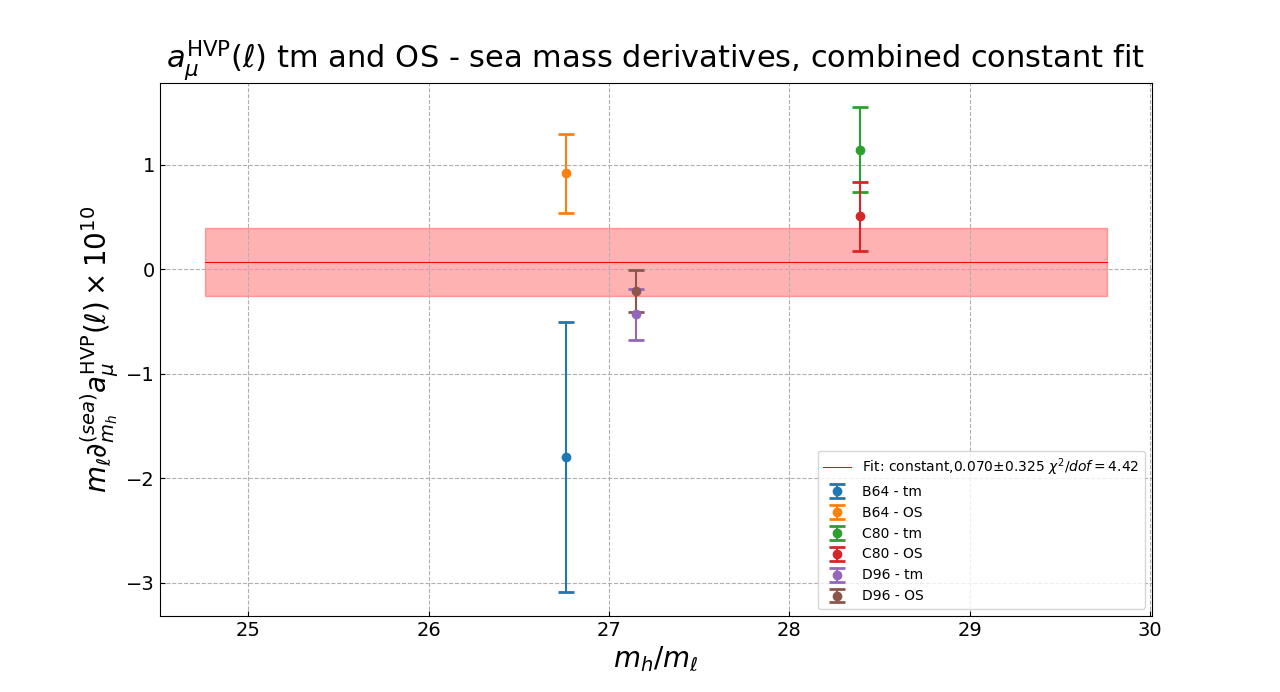 a_μ^HVP(ℓ) tm and OS - sea mass derivatives, combined constant fit
m_ℓ∂_{m_h}^{(sea)}a_μ^HVP(ℓ) × 10^10
1
0
−1
−2
−3
Fit: constant,0.070±0.325 χ²/dof = 4.42
B64 - tm
B64 - OS
C80 - tm
C80 - OS
D96 - tm
D96 - OS
25 26 27 28 29 30
m_h/m_ℓ